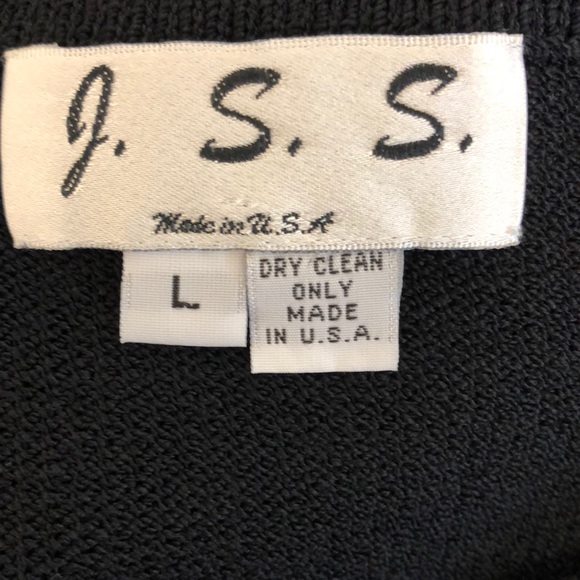 J. S. S.
Made in U.S.A
L
DRY CLEAN
ONLY
MADE
IN U.S.A.